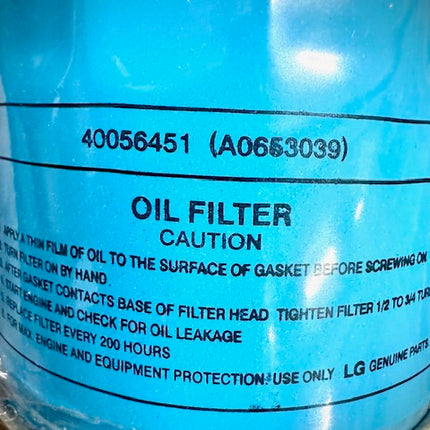 40056451 (A0653039)
OIL FILTER
CAUTION
APPLY A THIN FILM OF OIL TO THE SURFACE OF GASKET BEFORE SCREWING ON
TURN FILTER ON BY HAND.
AFTER GASKET CONTACTS BASE OF FILTER HEAD TIGHTEN FILTER 1/2 TO 3/4 TURN
START ENGINE AND CHECK FOR OIL LEAKAGE
REPLACE FILTER EVERY 200 HOURS
FOR MAX. ENGINE AND EQUIPMENT PROTECTION. USE ONLY LG GENUINE PARTS